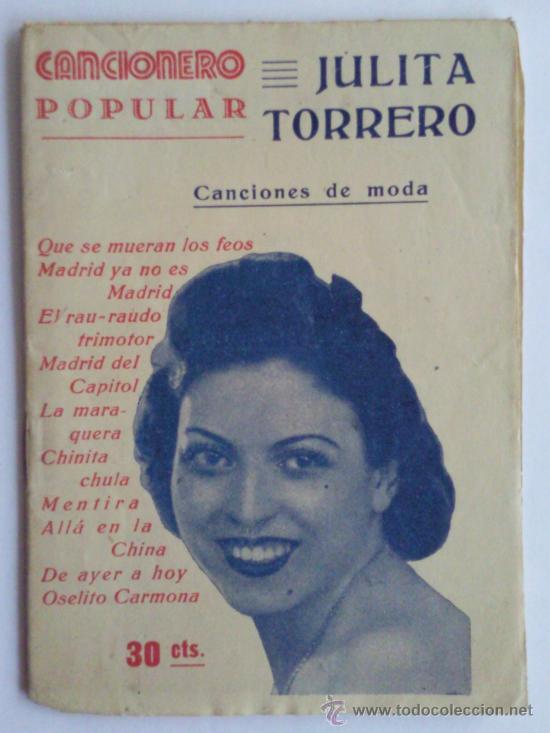 CANCIONERO
POPULAR
JULITA
TORRERO
Canciones de moda
Que se mueran los feos
Madrid ya no es
Madrid
El rau-raudo
trimotor
Madrid del
Capitol
La mara-
quera
Chinita
chula
Mentira
Allá en la
China
De ayer a hoy
Oselito Carmona
30 cts.
todocoleccion
www.todocoleccion.net